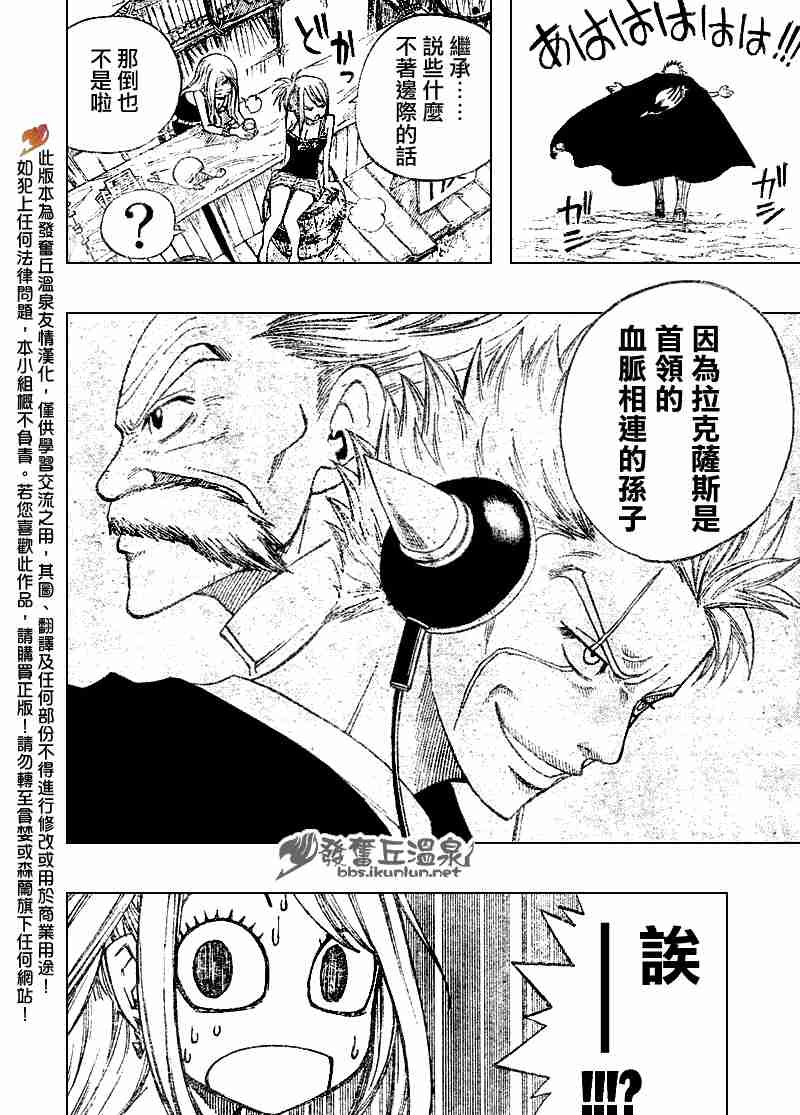 あはははははは!!!
繼承……
說些什麼
不著邊際的話
どかっ
那倒也
不是啦
?
因為拉克薩斯是
首領的
血脈相連的孫子
發奮丘溫泉
bbs.ikunlun.net
誒——!!!?
此版本為發奮丘溫泉友情漢化，僅供學習交流之用，其圖、翻譯及任何部份不得進行修改或用於商業用途！
如犯上任何法律問題，本小組概不負責。若您喜歡此作品，請購買正版！請勿轉至貪婪或森蘭旗下任何網站！